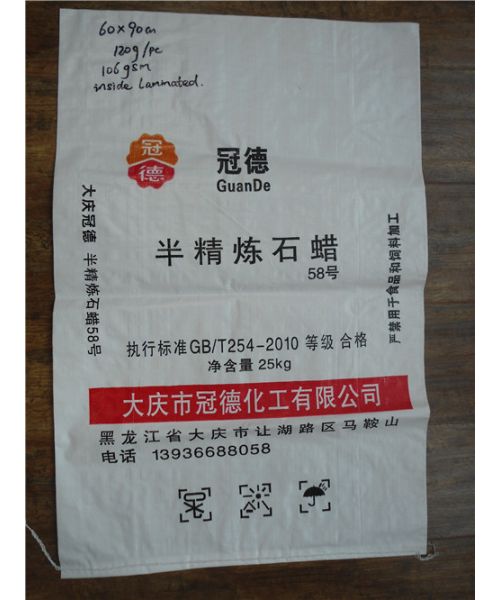 60×90cm
120g/pc
106gsm
inside laminated.
冠
德
冠德
GuanDe
半精炼石蜡
58号
大庆冠德 半精炼石蜡58号
严禁用于食品和饲料加工
执行标准GB/T254-2010 等级 合格
净含量 25kg
大庆市冠德化工有限公司
黑龙江省大庆市让湖路区马鞍山
电话 13936688058